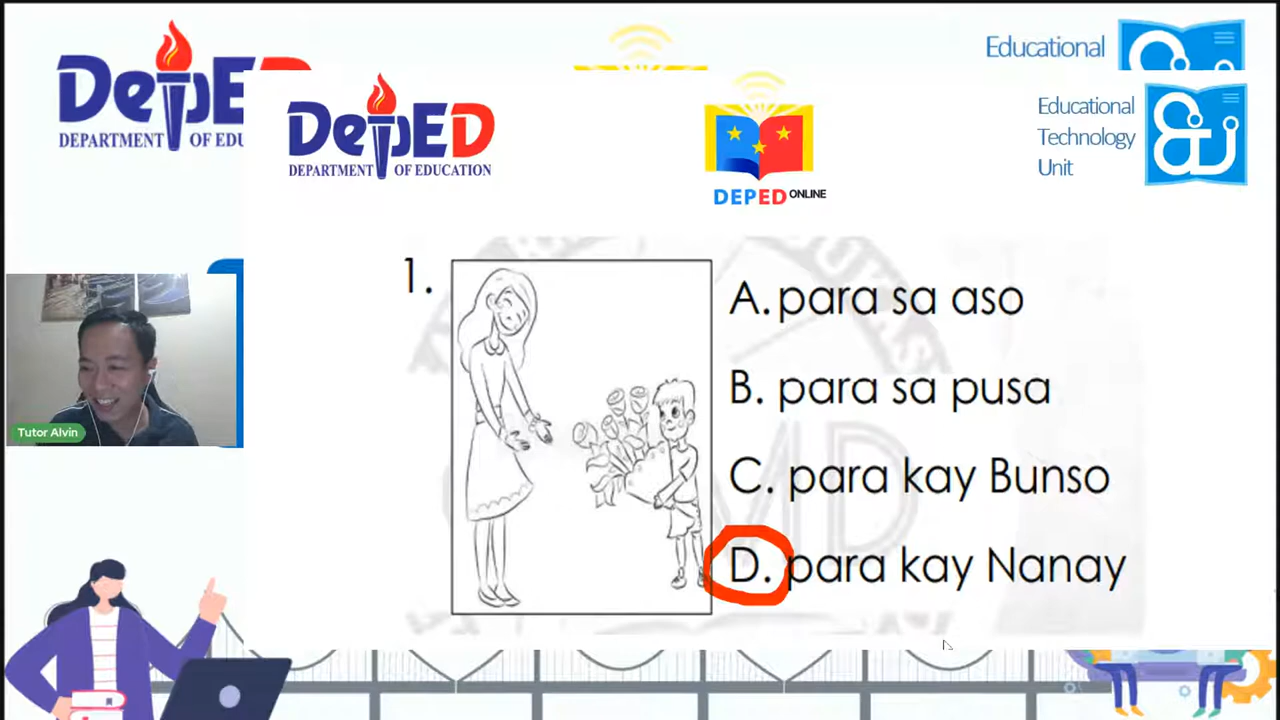 DepED
DEPARTMENT OF EDU
Educational
DepED
DEPARTMENT OF EDUCATION
DEPED ONLINE
Educational
Technology
Unit
1.
A. para sa aso
B. para sa pusa
C. para kay Bunso
D. para kay Nanay
Tutor Alvin